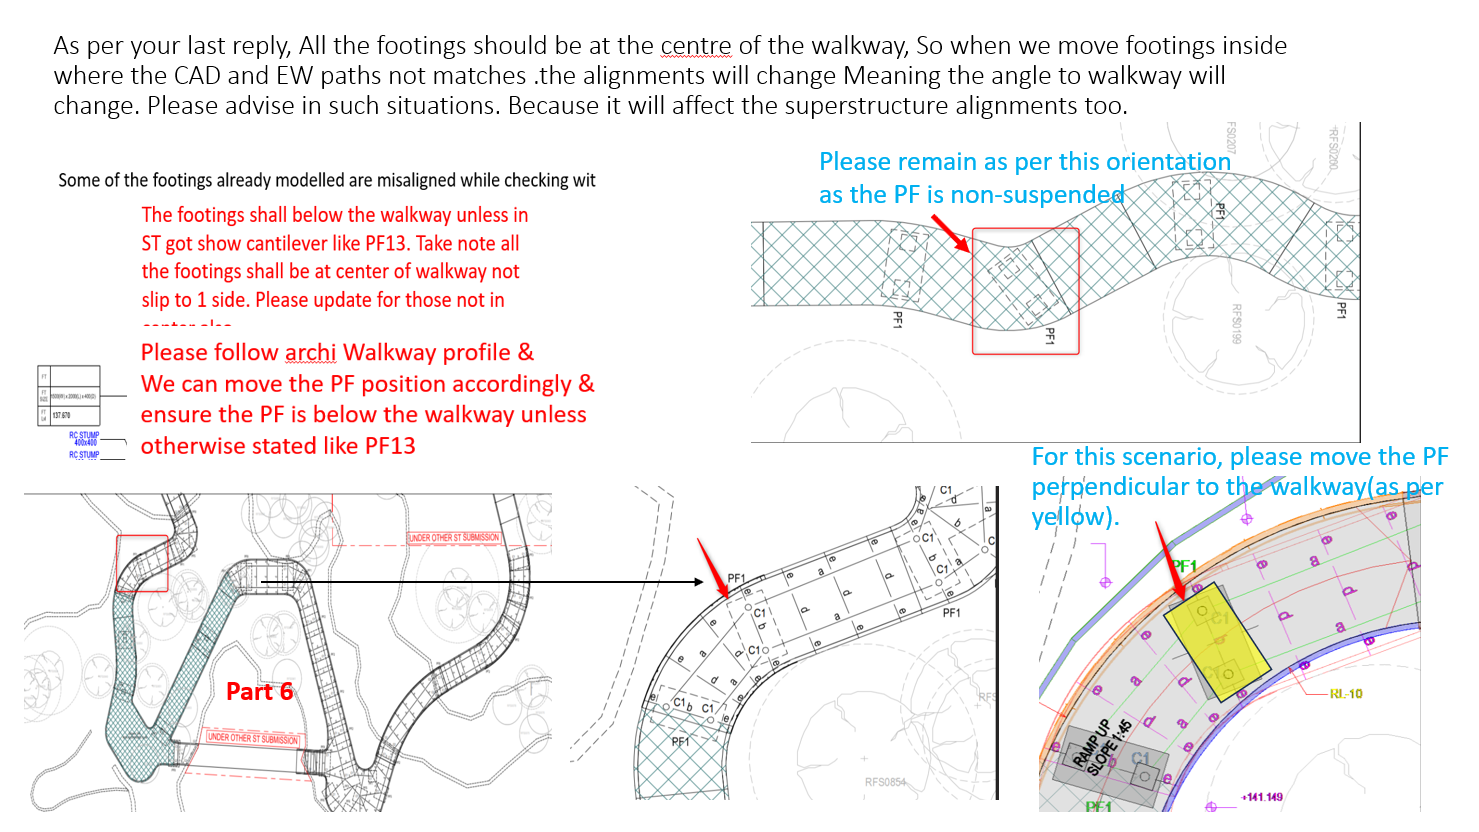 As per your last reply, All the footings should be at the centre of the walkway, So when we move footings inside
where the CAD and EW paths not matches .the alignments will change Meaning the angle to walkway will
change. Please advise in such situations. Because it will affect the superstructure alignments too.
Some of the footings already modelled are misaligned while checking wit
The footings shall below the walkway unless in
ST got show cantilever like PF13. Take note all
the footings shall be at center of walkway not
slip to 1 side. Please update for those not in
Please follow archi Walkway profile &
We can move the PF position accordingly &
ensure the PF is below the walkway unless
otherwise stated like PF13
FT
137.670
RC STUMP
400x400
RC STUMP
Please remain as per this orientation
as the PF is non-suspended
FS0207
RFS0200
PF1
PF1
PF1
PF1
RFS0199
For this scenario, please move the PF
perpendicular to the walkway(as per
yellow).
UNDER OTHER ST SUBMISSION
Part 6
UNDER OTHER ST SUBMISSION
PF1
C1
C1
C1
C1
PF1
C1
C1
C1
PF1
RFS0854
RFS
PF1
C1
RAMP UP
SLOPE 1:45
C1
PF1
RL-10
+141.149